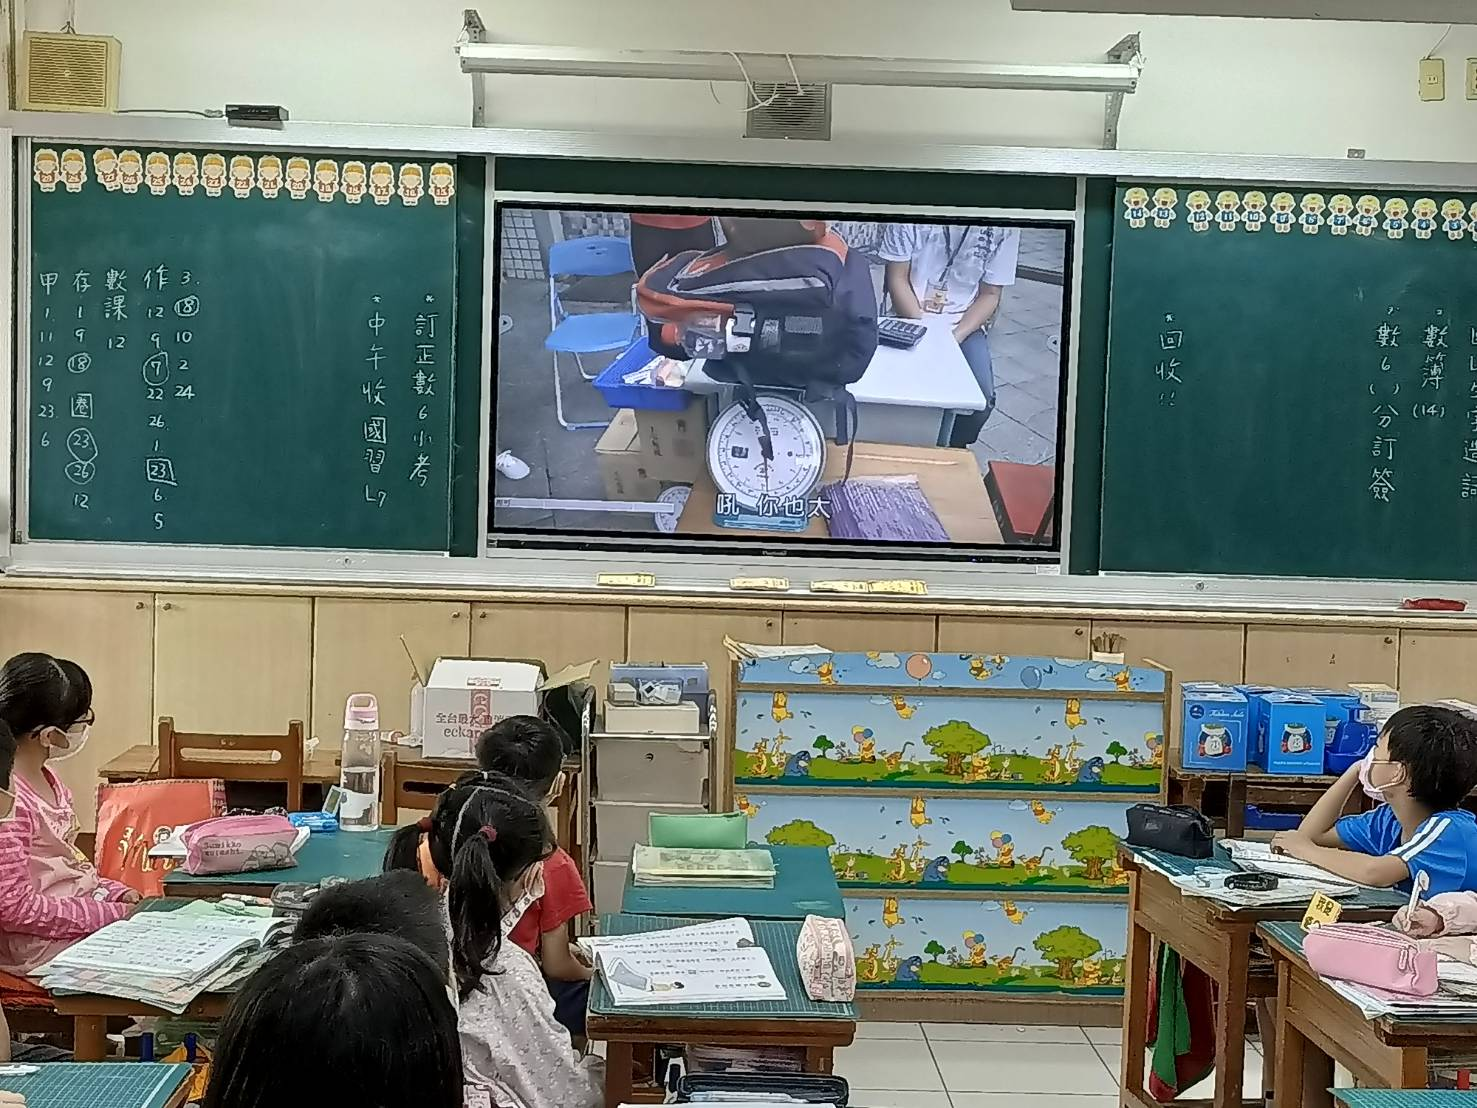 甲
1.
11
12
9
23.
6
存
1
9
⑱
圈
㉓
㉖
12
數課
12
作
12
9
⑦
22
26.
1
23
6.
5
3.
⑱
10
2
24
*中午收國習L7
*訂正數6小考
吼 你也太
*回收!!
數6( )分訂簽
數簿(14)
全台最大